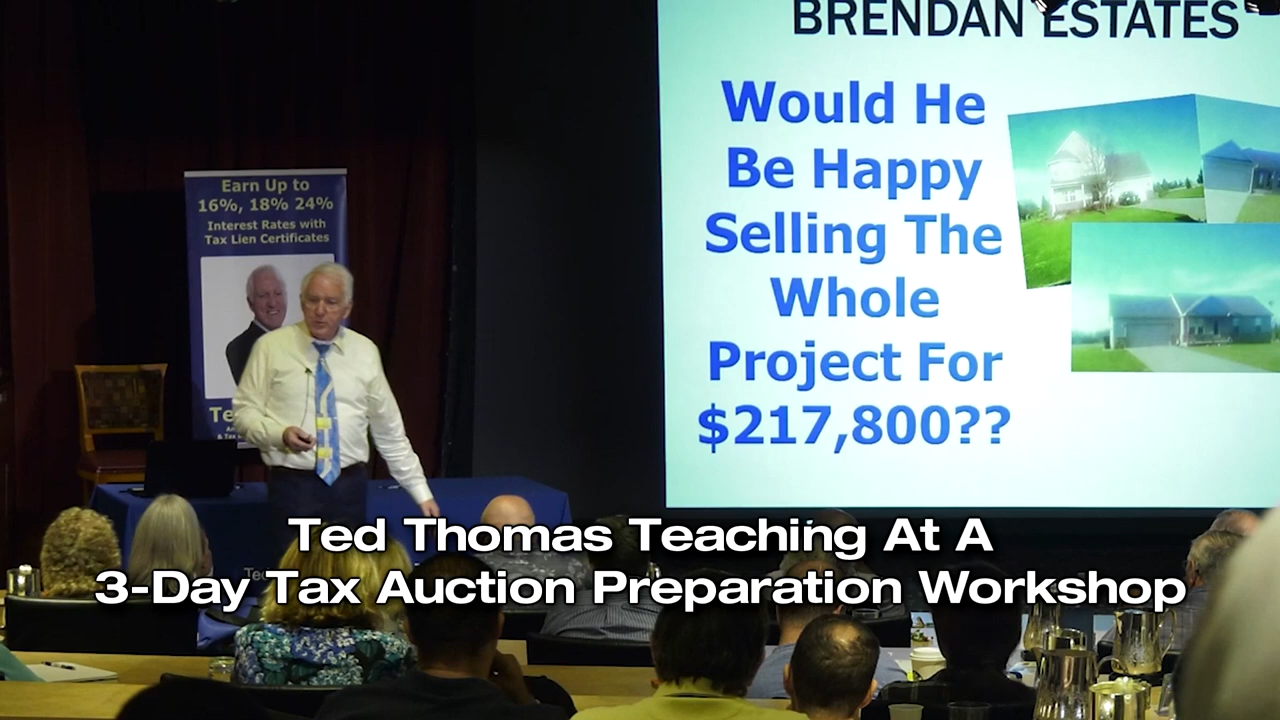 BRENDAN ESTATES
Would He
Be Happy
Selling The
Whole
Project For
$217,800??
Earn Up to
16%, 18% 24%
Interest Rates with
Tax Lien Certificates
Ted Thomas Teaching At A
3-Day Tax Auction Preparation Workshop